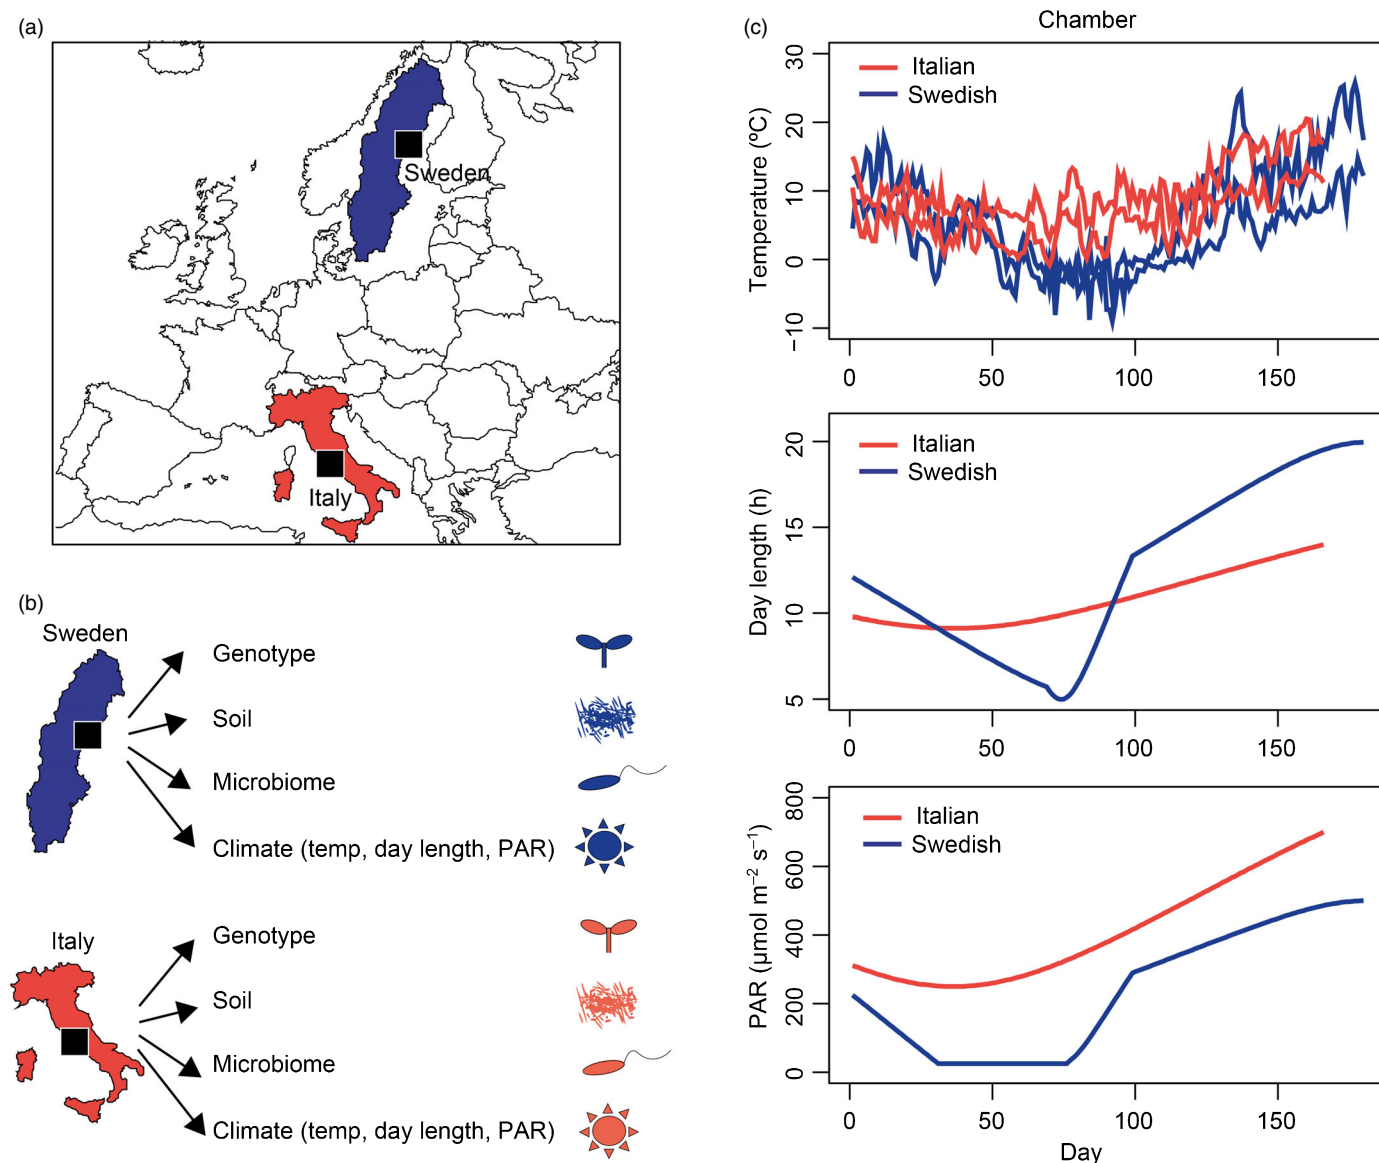 (a)
Sweden
Italy
(b)
Sweden
Genotype
Soil
Microbiome
Climate (temp, day length, PAR)
Italy
Genotype
Soil
Microbiome
Climate (temp, day length, PAR)
(c)
Chamber
Temperature (ºC)
30
20
10
0
−10
Italian
Swedish
0 50 100 150
Day length (h)
20
15
10
5
Italian
Swedish
0 50 100 150
PAR (µmol m⁻² s⁻¹)
800
600
400
200
0
Italian
Swedish
0 50 100 150
Day